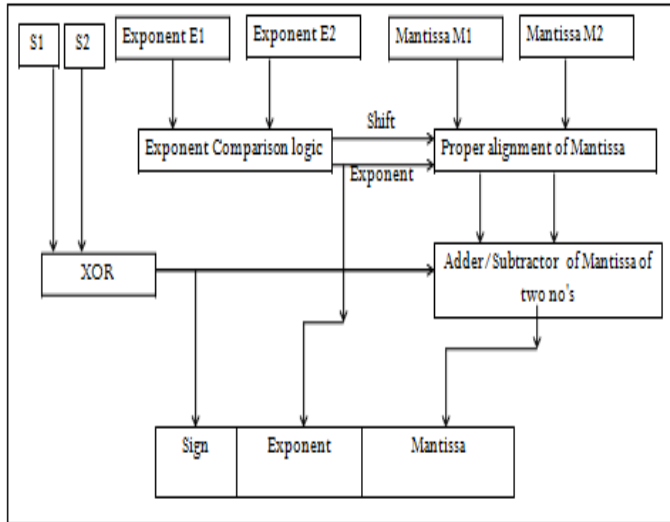 S1
S2
Exponent E1
Exponent E2
Mantissa M1
Mantissa M2
Shift
Exponent Comparison logic
Proper alignment of Mantissa
Exponent
XOR
Adder/Subtractor of Mantissa of
two no's
Sign
Exponent
Mantissa